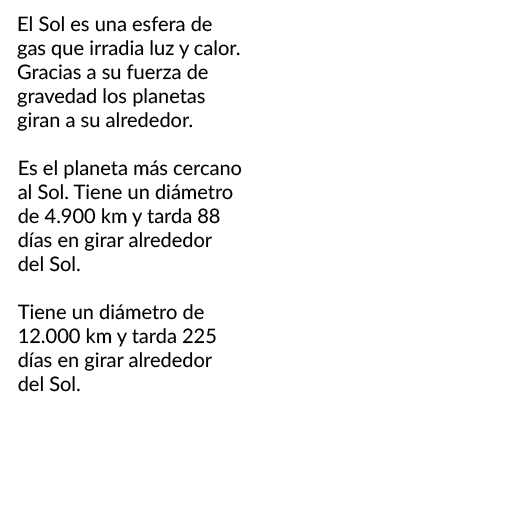 El Sol es una esfera de
gas que irradia luz y calor.
Gracias a su fuerza de
gravedad los planetas
giran a su alrededor.
Es el planeta más cercano
al Sol. Tiene un diámetro
de 4.900 km y tarda 88
días en girar alrededor
del Sol.
Tiene un diámetro de
12.000 km y tarda 225
días en girar alrededor
del Sol.